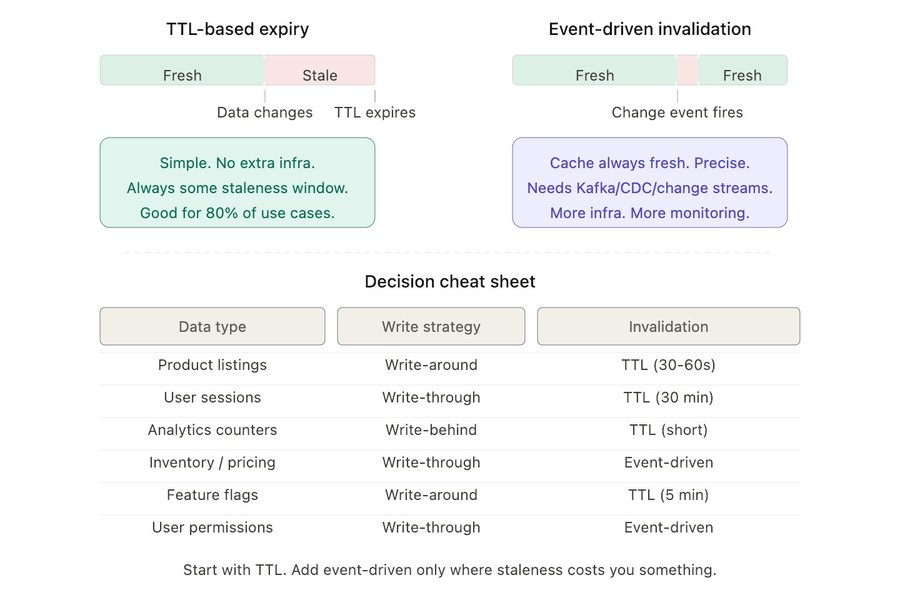 TTL-based expiry
Event-driven invalidation
Fresh
Stale
Fresh
Fresh
Data changes
TTL expires
Change event fires
Simple. No extra infra.
Always some staleness window.
Good for 80% of use cases.
Cache always fresh. Precise.
Needs Kafka/CDC/change streams.
More infra. More monitoring.
Decision cheat sheet
Data type Write strategy Invalidation
Product listings Write-around TTL (30-60s)
User sessions Write-through TTL (30 min)
Analytics counters Write-behind TTL (short)
Inventory / pricing Write-through Event-driven
Feature flags Write-around TTL (5 min)
User permissions Write-through Event-driven
Start with TTL. Add event-driven only where staleness costs you something.